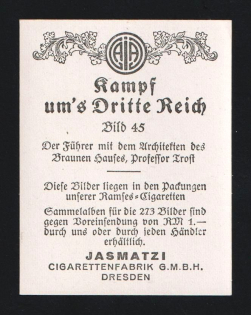 Kampf
um's Dritte Reich
Bild 45
Der Führer mit dem Architekten des
Braunen Hauses, Professor Trost
Diese Bilder liegen in den Packungen
unserer Ramses-Cigaretten
Sammelalben für die 273 Bilder sind
gegen Voreinsendung von RM 1.—
durch uns oder durch jeden Händler
erhältlich.
JASMATZI
CIGARETTENFABRIK G.M.B.H.
DRESDEN